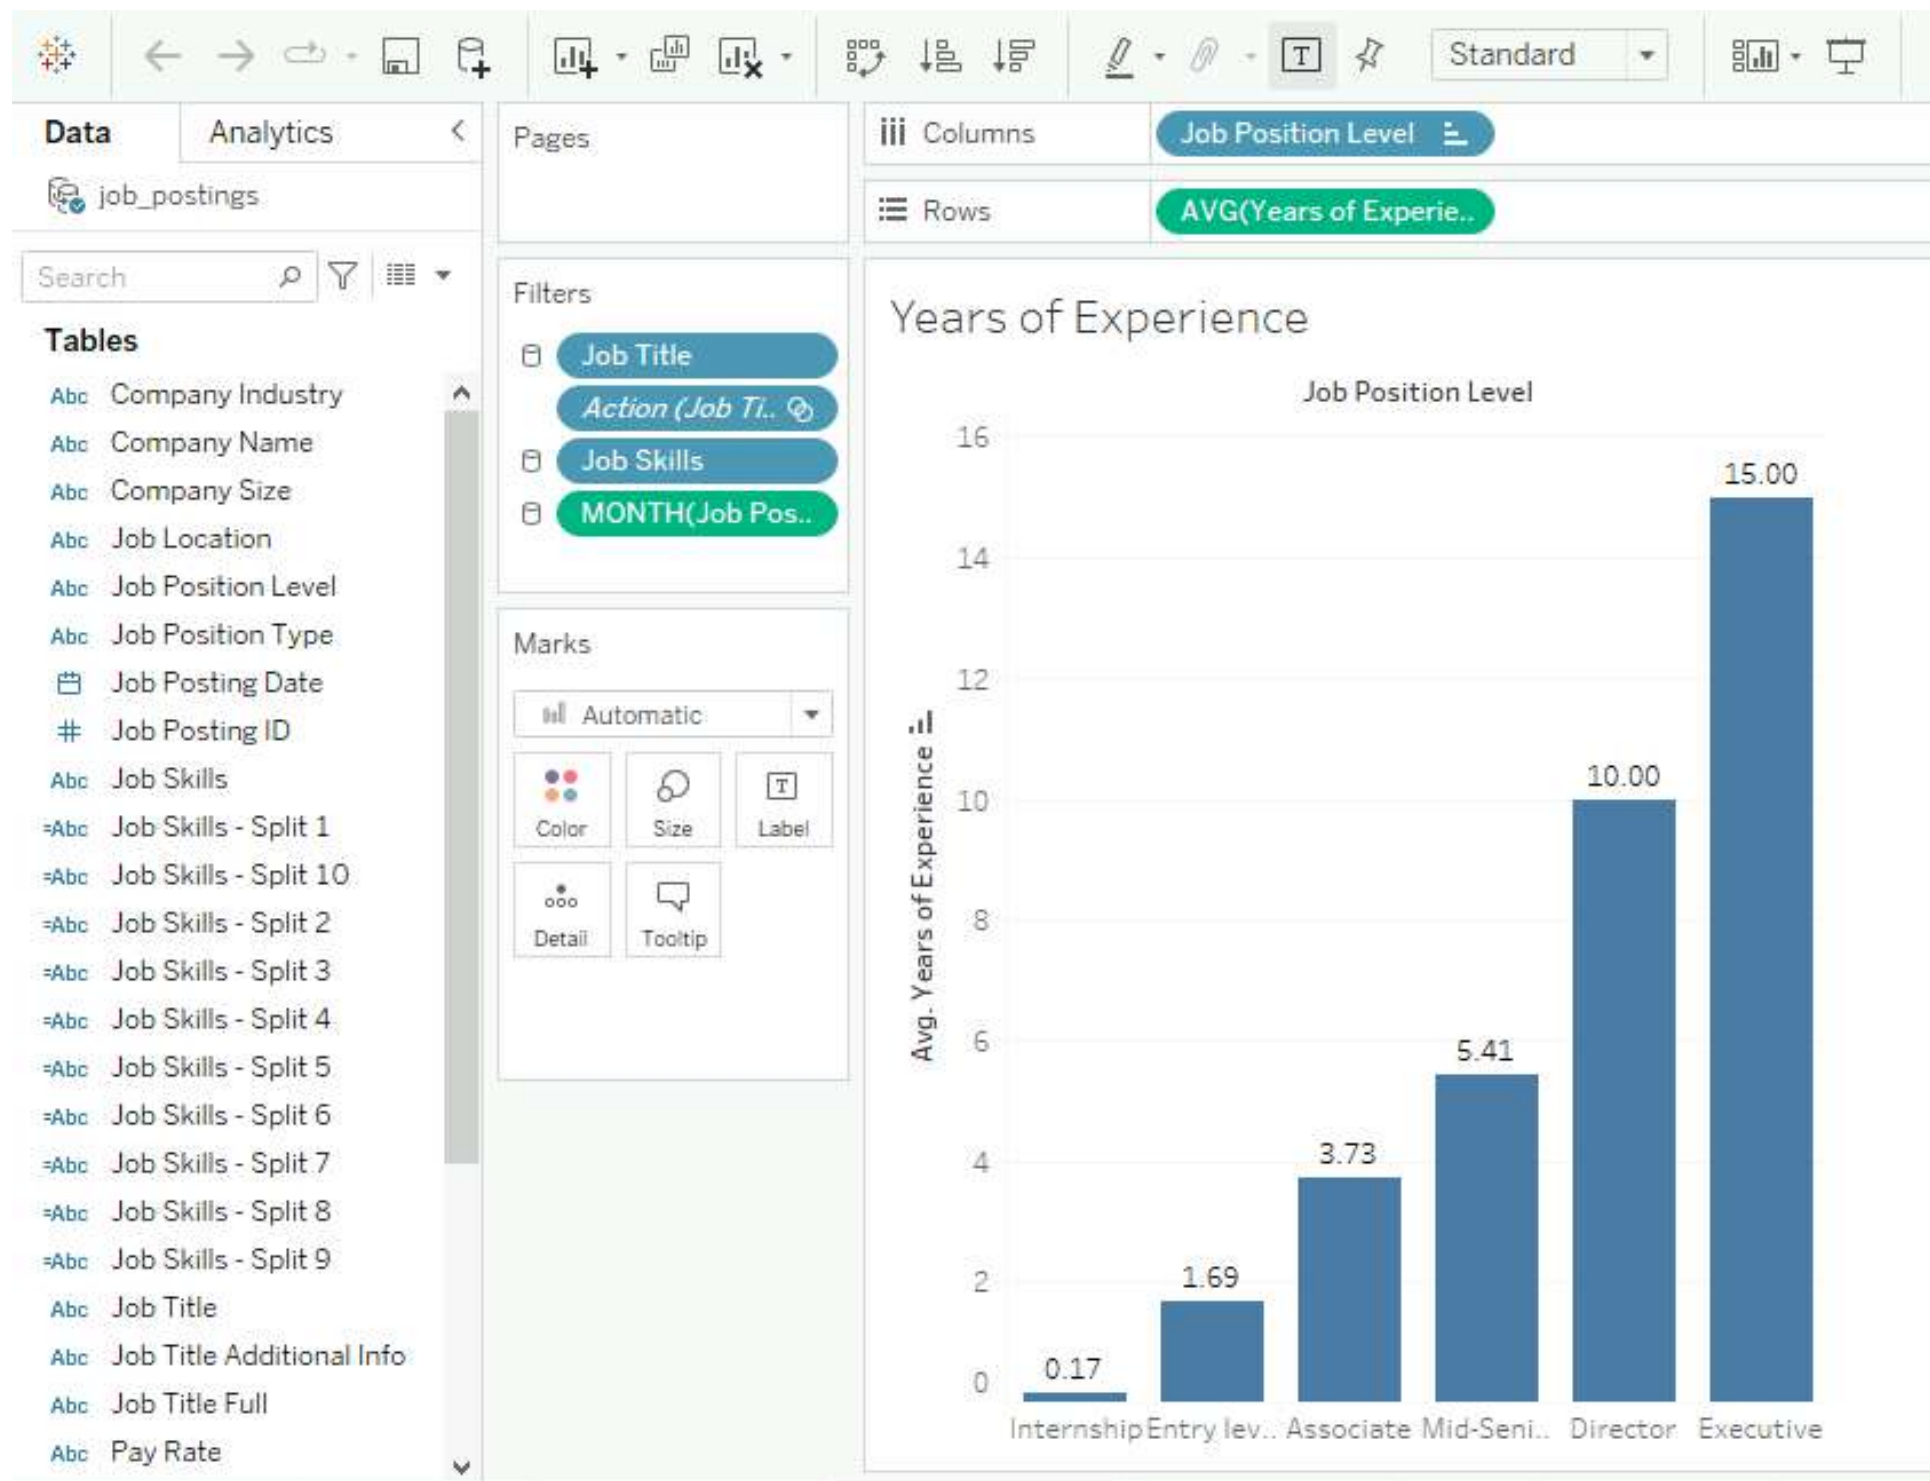 Standard
Data
Analytics
job_postings
Search
Tables
Abc Company Industry
Abc Company Name
Abc Company Size
Abc Job Location
Abc Job Position Level
Abc Job Position Type
Job Posting Date
# Job Posting ID
Abc Job Skills
=Abc Job Skills - Split 1
=Abc Job Skills - Split 10
=Abc Job Skills - Split 2
=Abc Job Skills - Split 3
=Abc Job Skills - Split 4
=Abc Job Skills - Split 5
=Abc Job Skills - Split 6
=Abc Job Skills - Split 7
=Abc Job Skills - Split 8
=Abc Job Skills - Split 9
Abc Job Title
Abc Job Title Additional Info
Abc Job Title Full
Abc Pay Rate
Pages
Filters
Job Title
Action (Job Ti..
Job Skills
MONTH(Job Pos..
Marks
Automatic
Color
Size
T
Label
Detail
Tooltip
Columns
Job Position Level
Rows
AVG(Years of Experie..
Years of Experience
Job Position Level
Avg. Years of Experience
16
14
12
10
8
6
4
2
0
0.17
1.69
3.73
5.41
10.00
15.00
Internship
Entry lev..
Associate
Mid-Seni..
Director
Executive